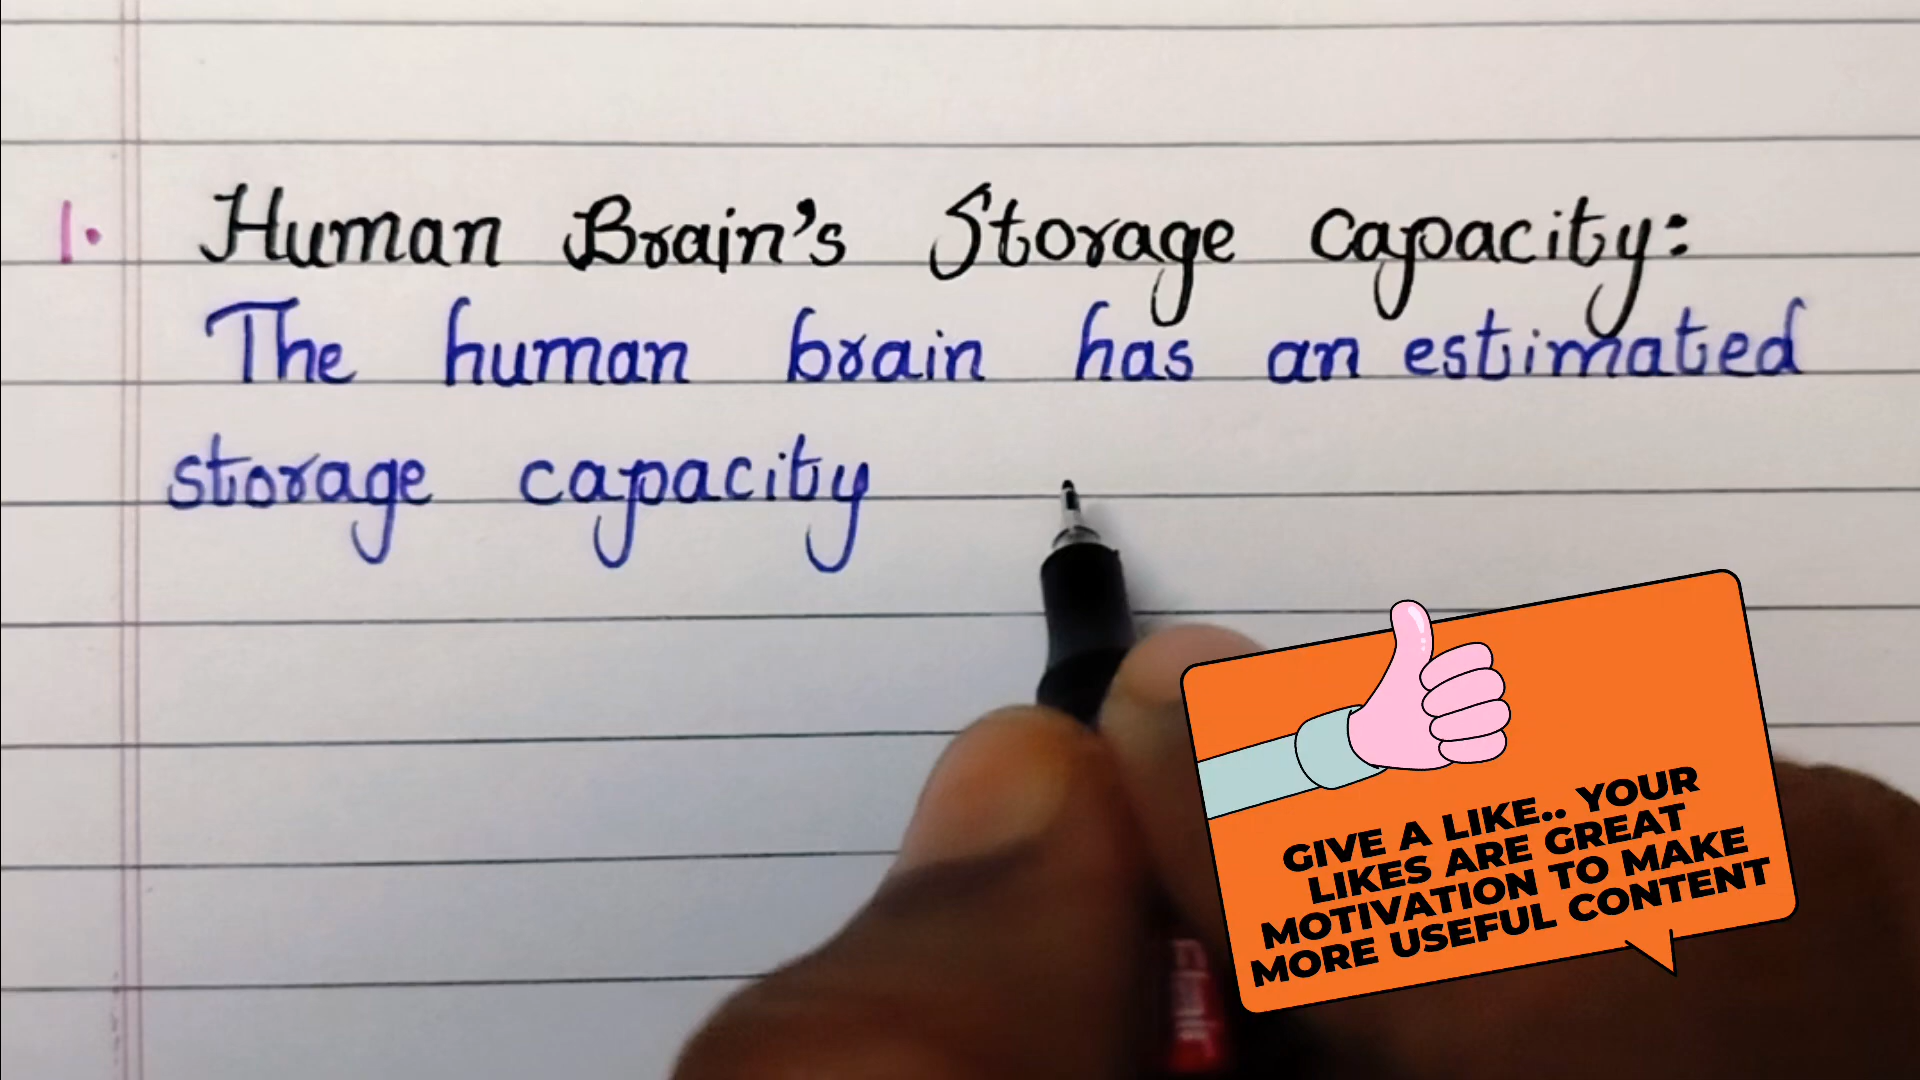 1. Human Brain's Storage Capacity:
The human brain has an estimated
storage capacity
GIVE A LIKE.. YOUR
LIKES ARE GREAT
MOTIVATION TO MAKE
MORE USEFUL CONTENT